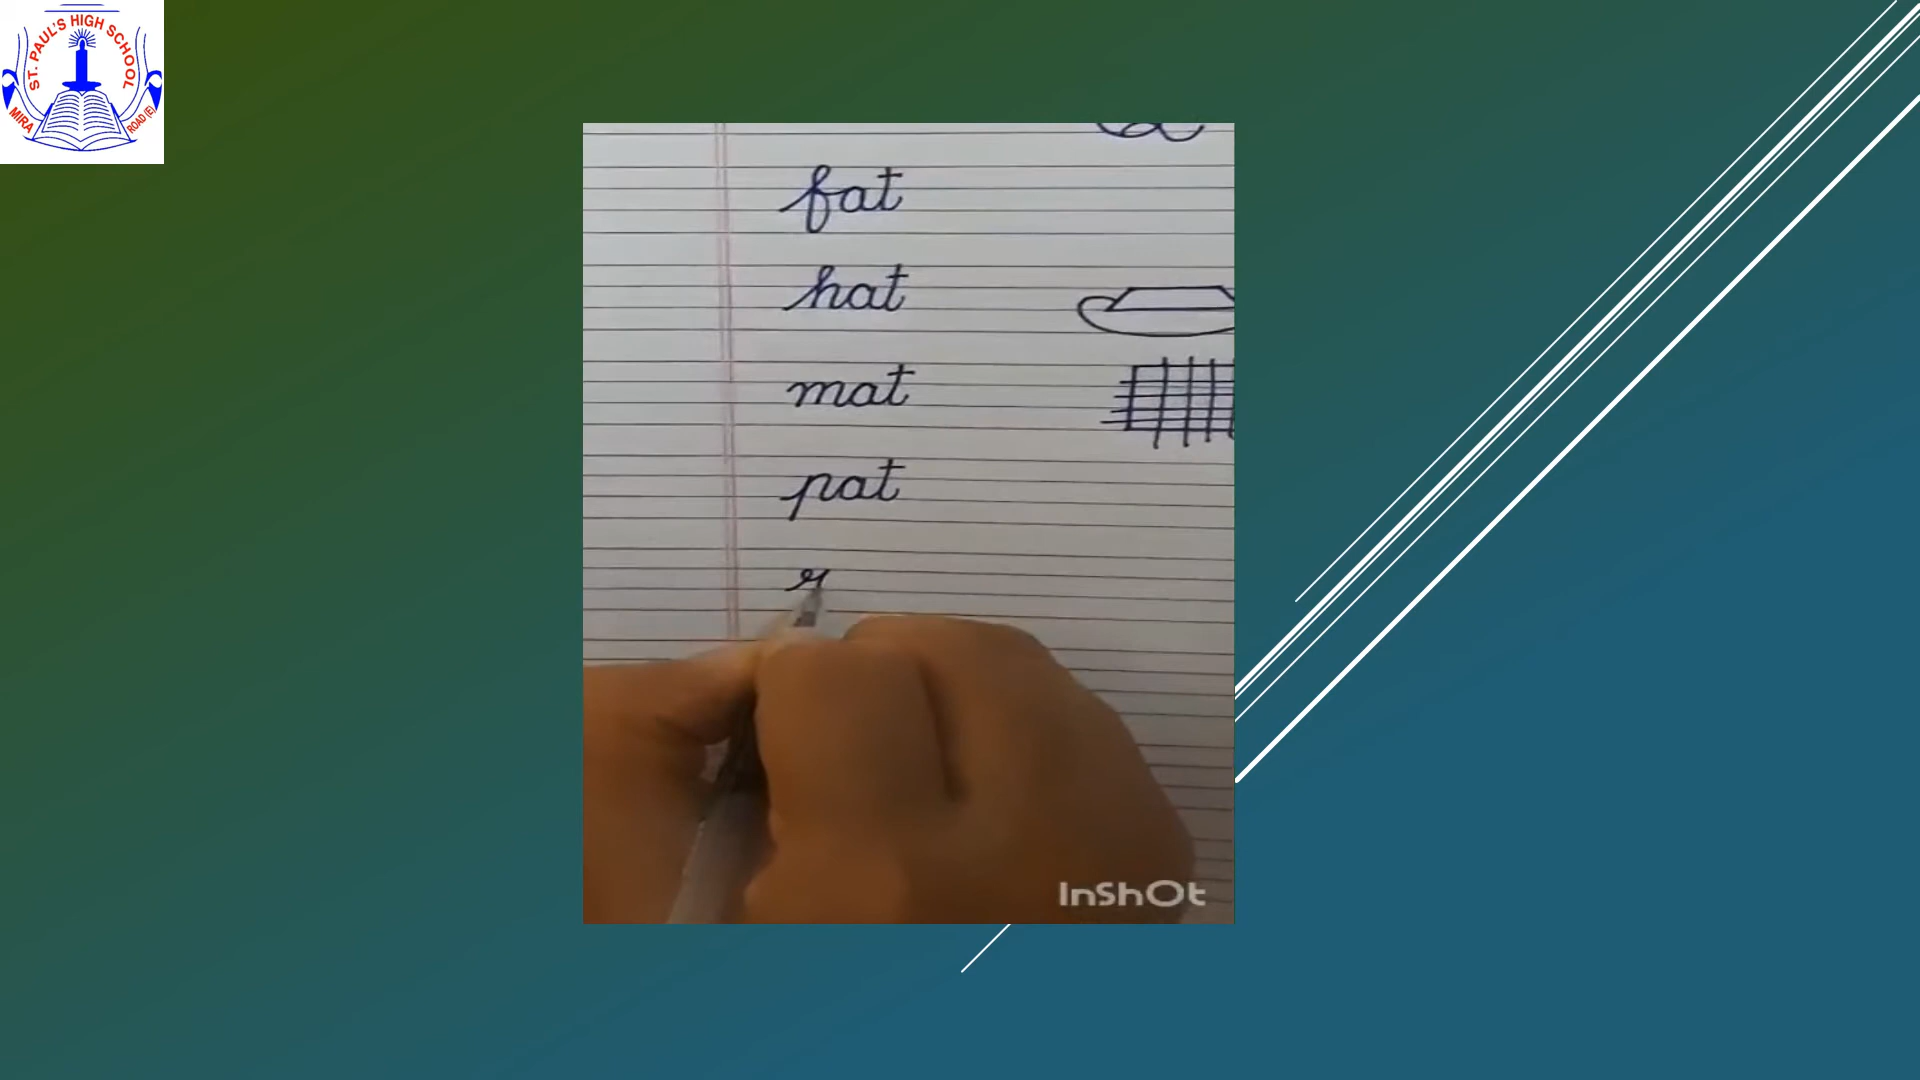 ST. PAUL'S HIGH SCHOOL
MIRA
ROAD (E)
fat
hat
mat
pat
r
InShOt